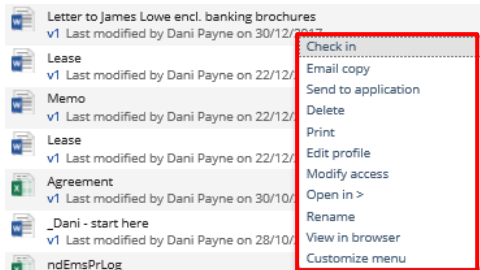 Letter to James Lowe encl. banking brochures
v1 Last modified by Dani Payne on 30/12/2017
Lease
v1 Last modified by Dani Payne on 22/12/
Memo
v1 Last modified by Dani Payne on 22/12/
Lease
v1 Last modified by Dani Payne on 22/12/
Agreement
v1 Last modified by Dani Payne on 30/10/
_Dani - start here
v1 Last modified by Dani Payne on 28/10/
ndEmsPrLog
Check in
Email copy
Send to application
Delete
Print
Edit profile
Modify access
Open in >
Rename
View in browser
Customize menu